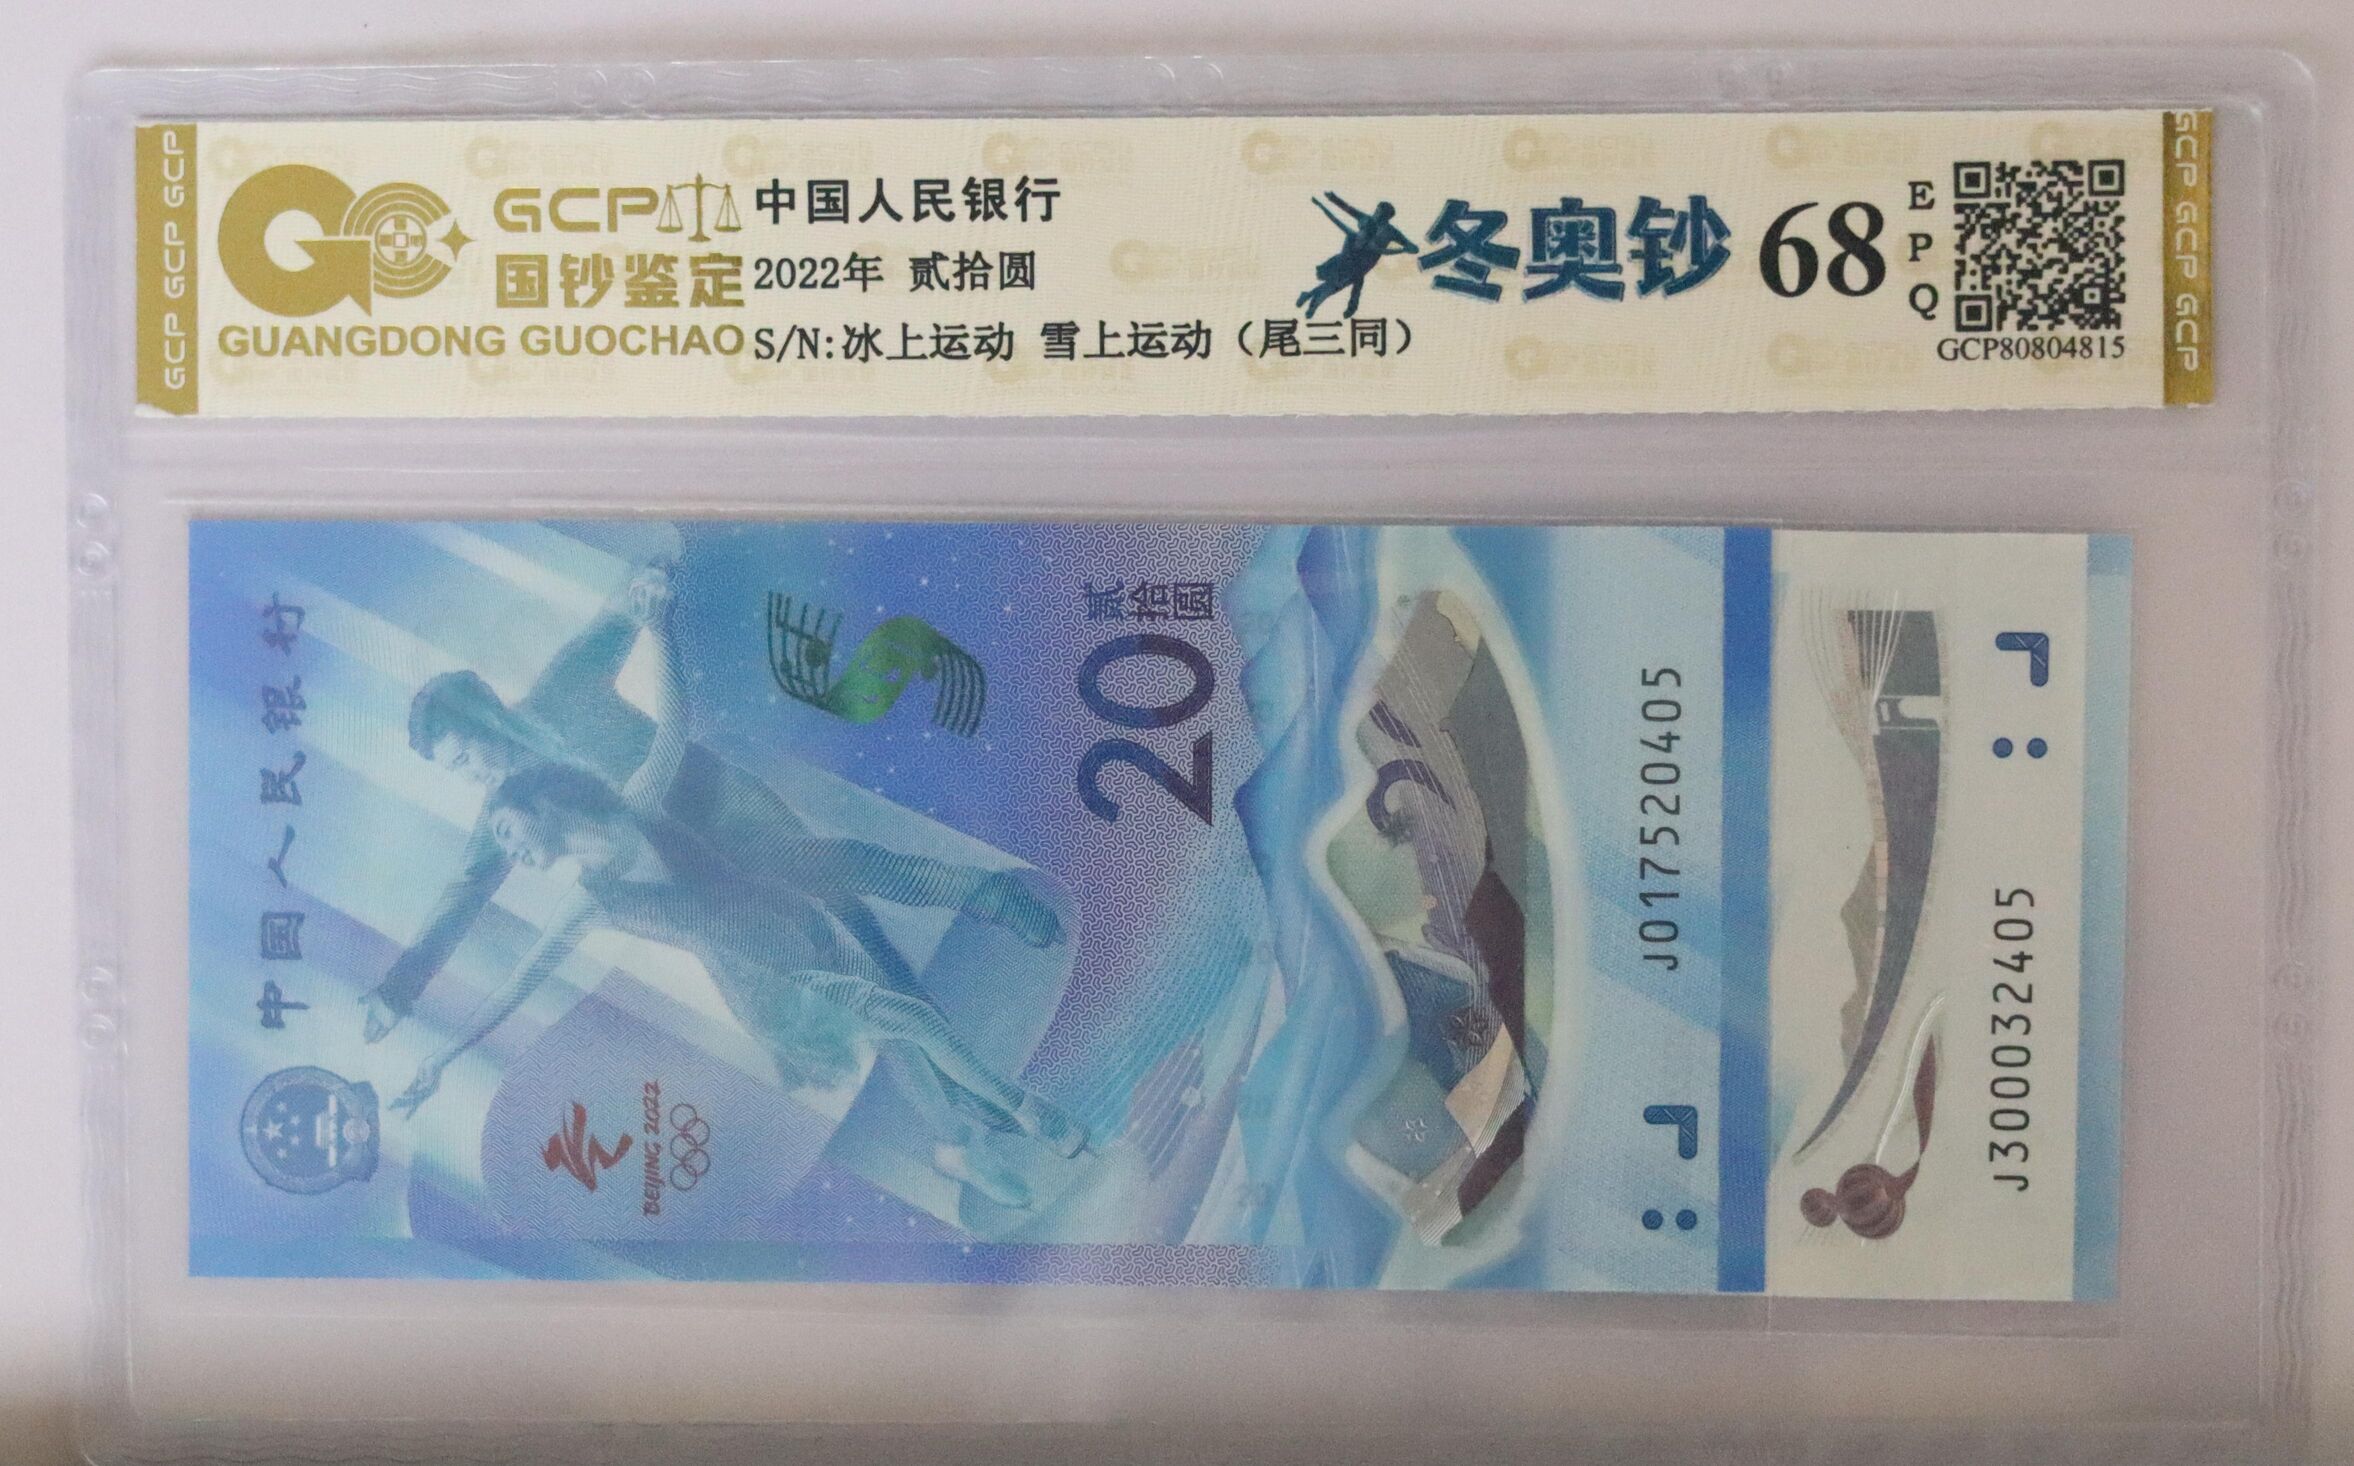 GCP GCP GCP
GCP
国钞鉴定
GUANGDONG GUOCHAO
中国人民银行
2022年 贰拾圆
S/N:冰上运动 雪上运动（尾三同）
冬奥钞
68
EPQ
GCP80804815
GCP GCP GCP
中国人民银行
BEIJING 2022
贰拾圆
20
20
J017520405
J300032405